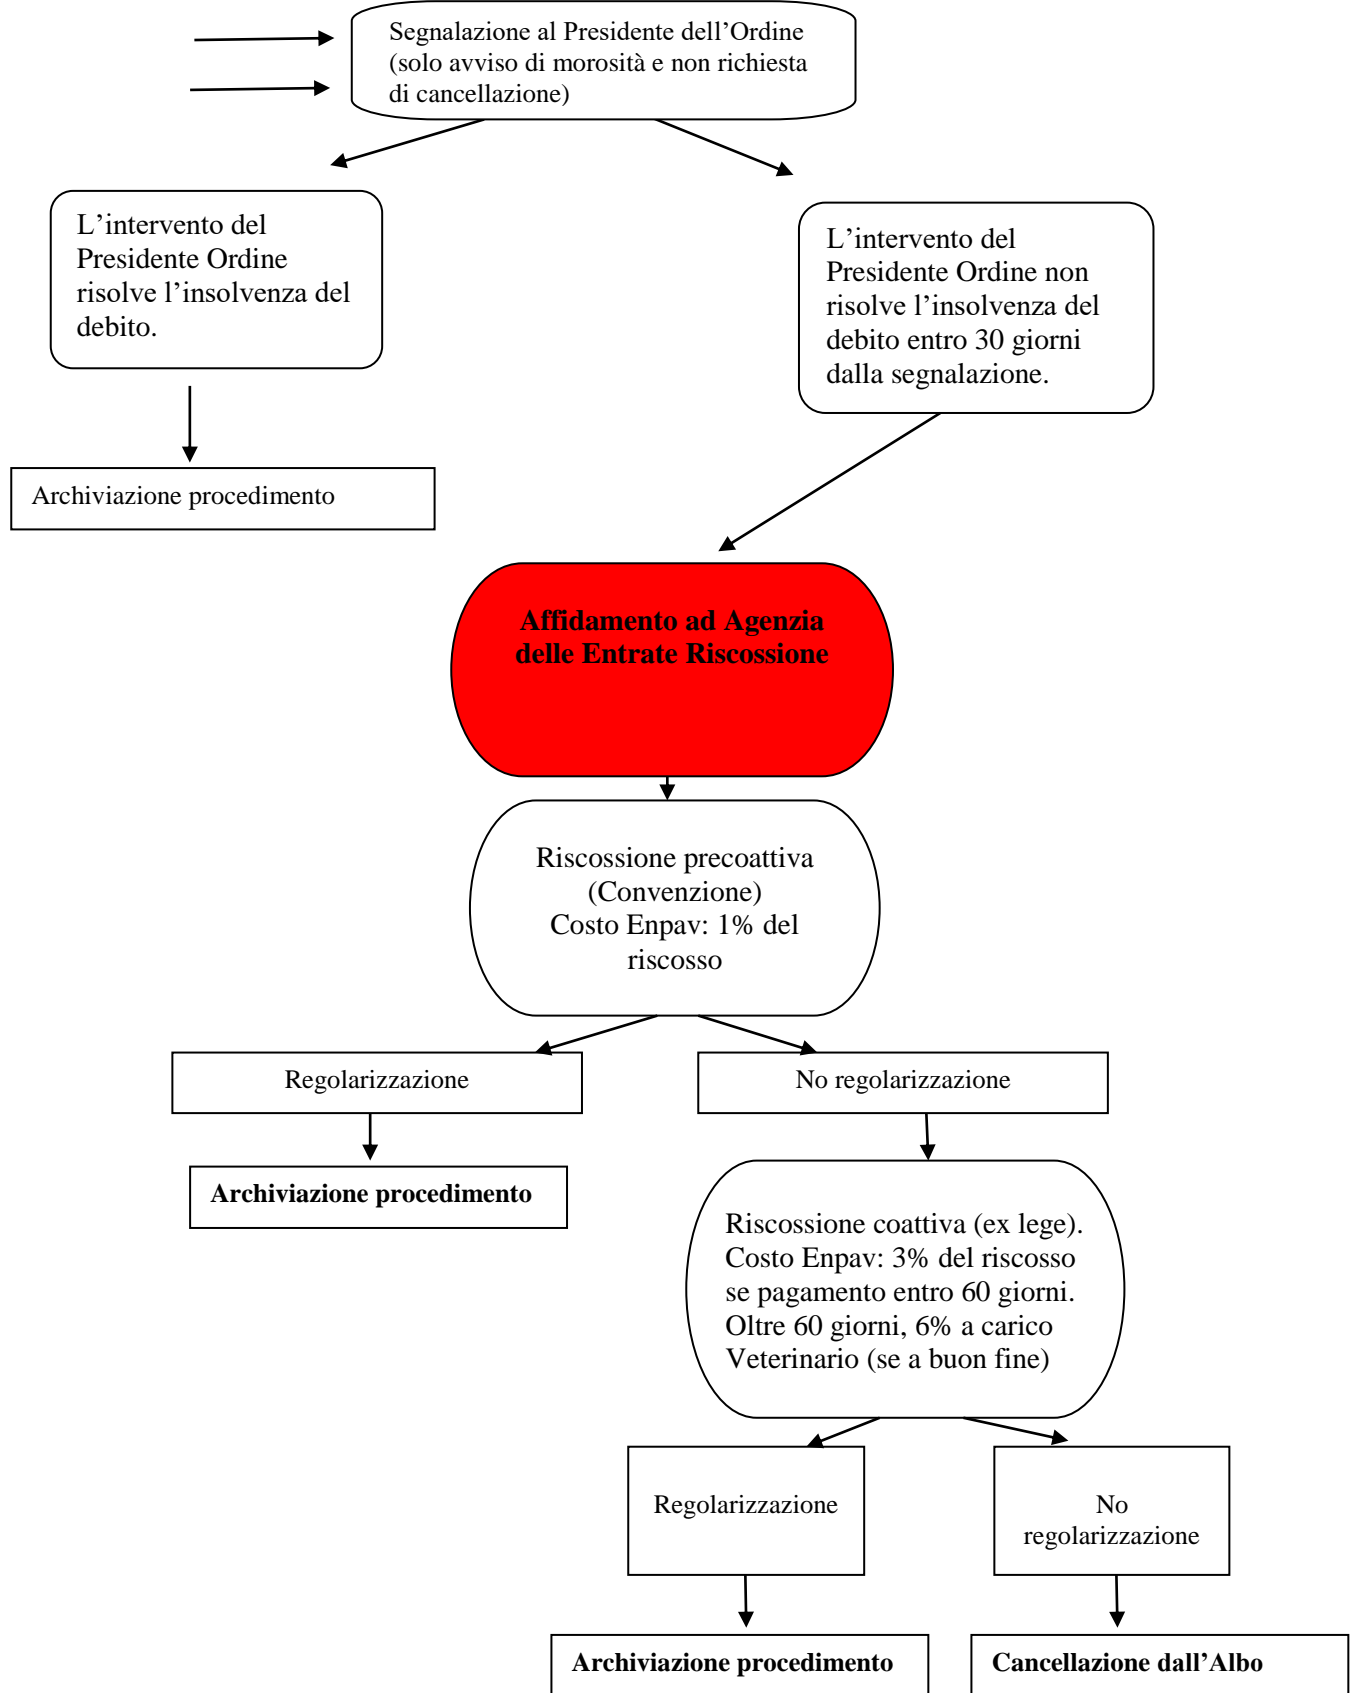 Segnalazione al Presidente dell’Ordine
(solo avviso di morosità e non richiesta
di cancellazione)
L’intervento del
Presidente Ordine
risolve l’insolvenza del
debito.
L’intervento del
Presidente Ordine non
risolve l’insolvenza del
debito entro 30 giorni
dalla segnalazione.
Archiviazione procedimento
Affidamento ad Agenzia
delle Entrate Riscossione
Riscossione precoattiva
(Convenzione)
Costo Enpav: 1% del
riscosso
Regolarizzazione
No regolarizzazione
Archiviazione procedimento
Riscossione coattiva (ex lege).
Costo Enpav: 3% del riscosso
se pagamento entro 60 giorni.
Oltre 60 giorni, 6% a carico
Veterinario (se a buon fine)
Regolarizzazione
No
regolarizzazione
Archiviazione procedimento
Cancellazione dall’Albo